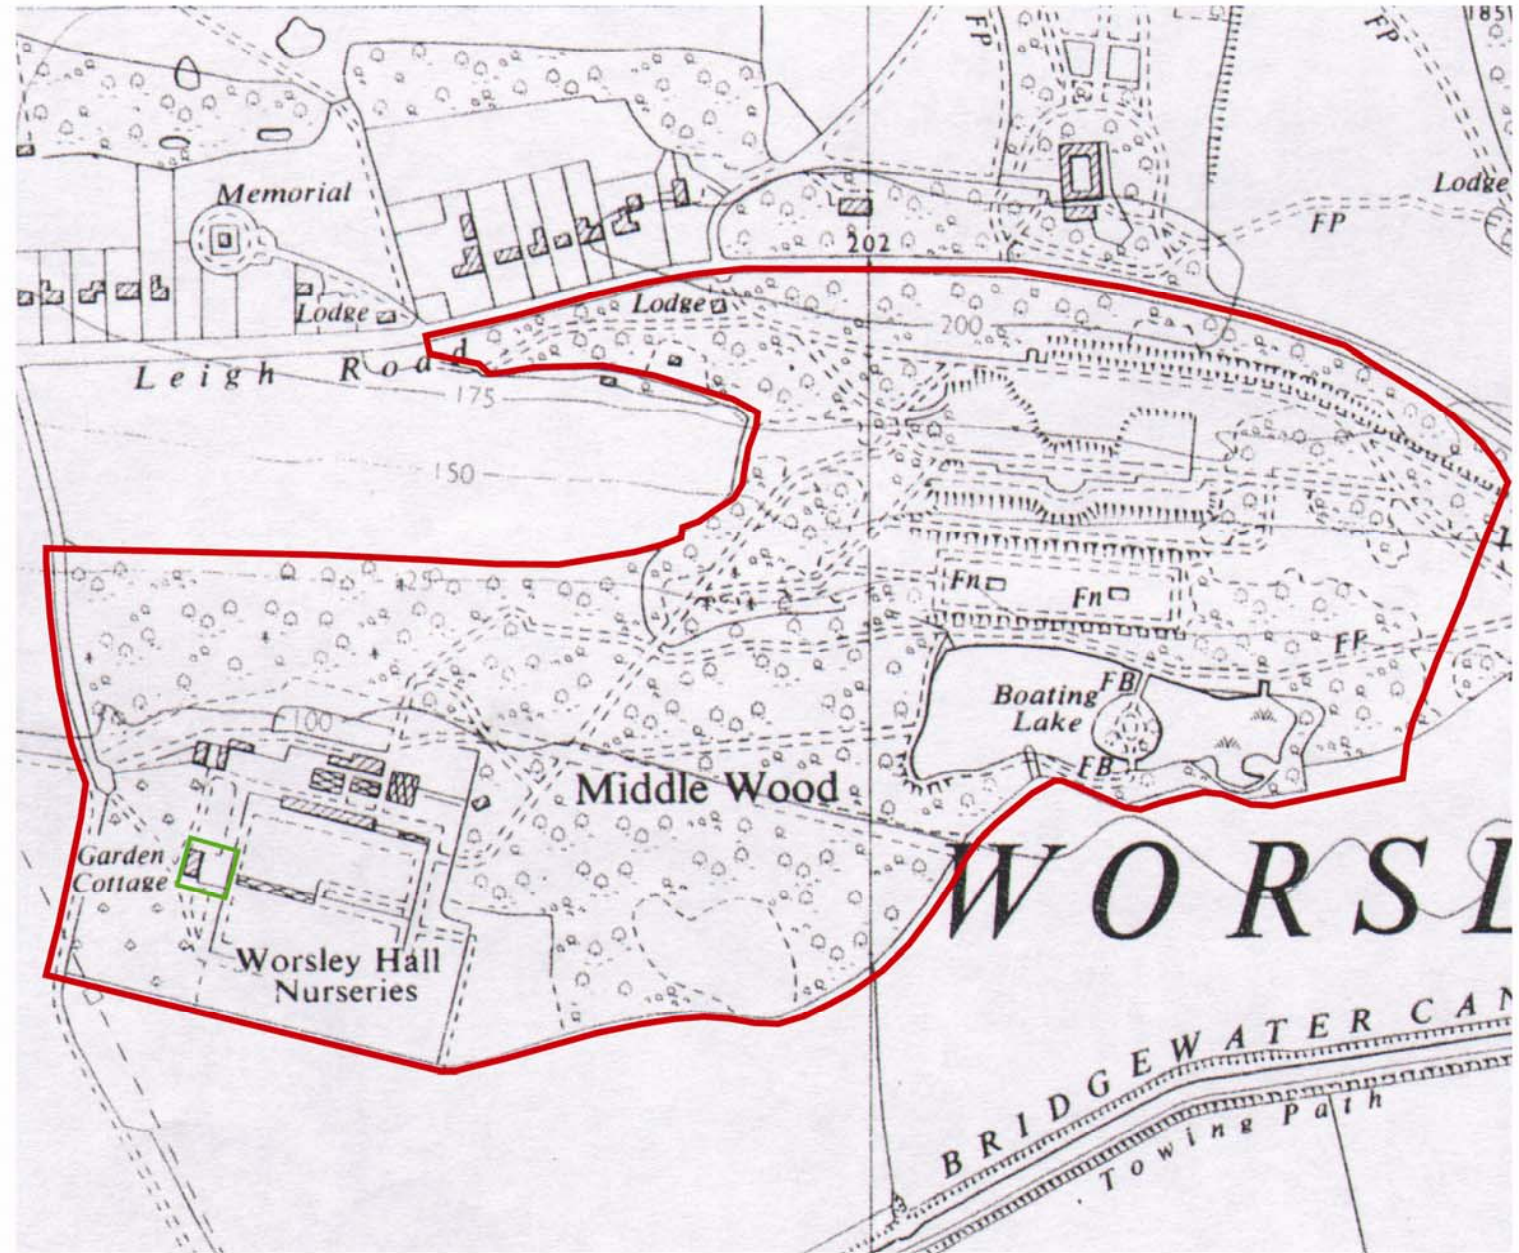 FP
FP
185
Memorial
Lodge
202
FP
Lodge
Lodge
200
Leigh Road
175
150
125
Fn
Fn
FP
FB
Boating
Lake
100
FB
Middle Wood
Garden
Cottage
WORSL
Worsley Hall
Nurseries
BRIDGEWATER CAN
Towing Path